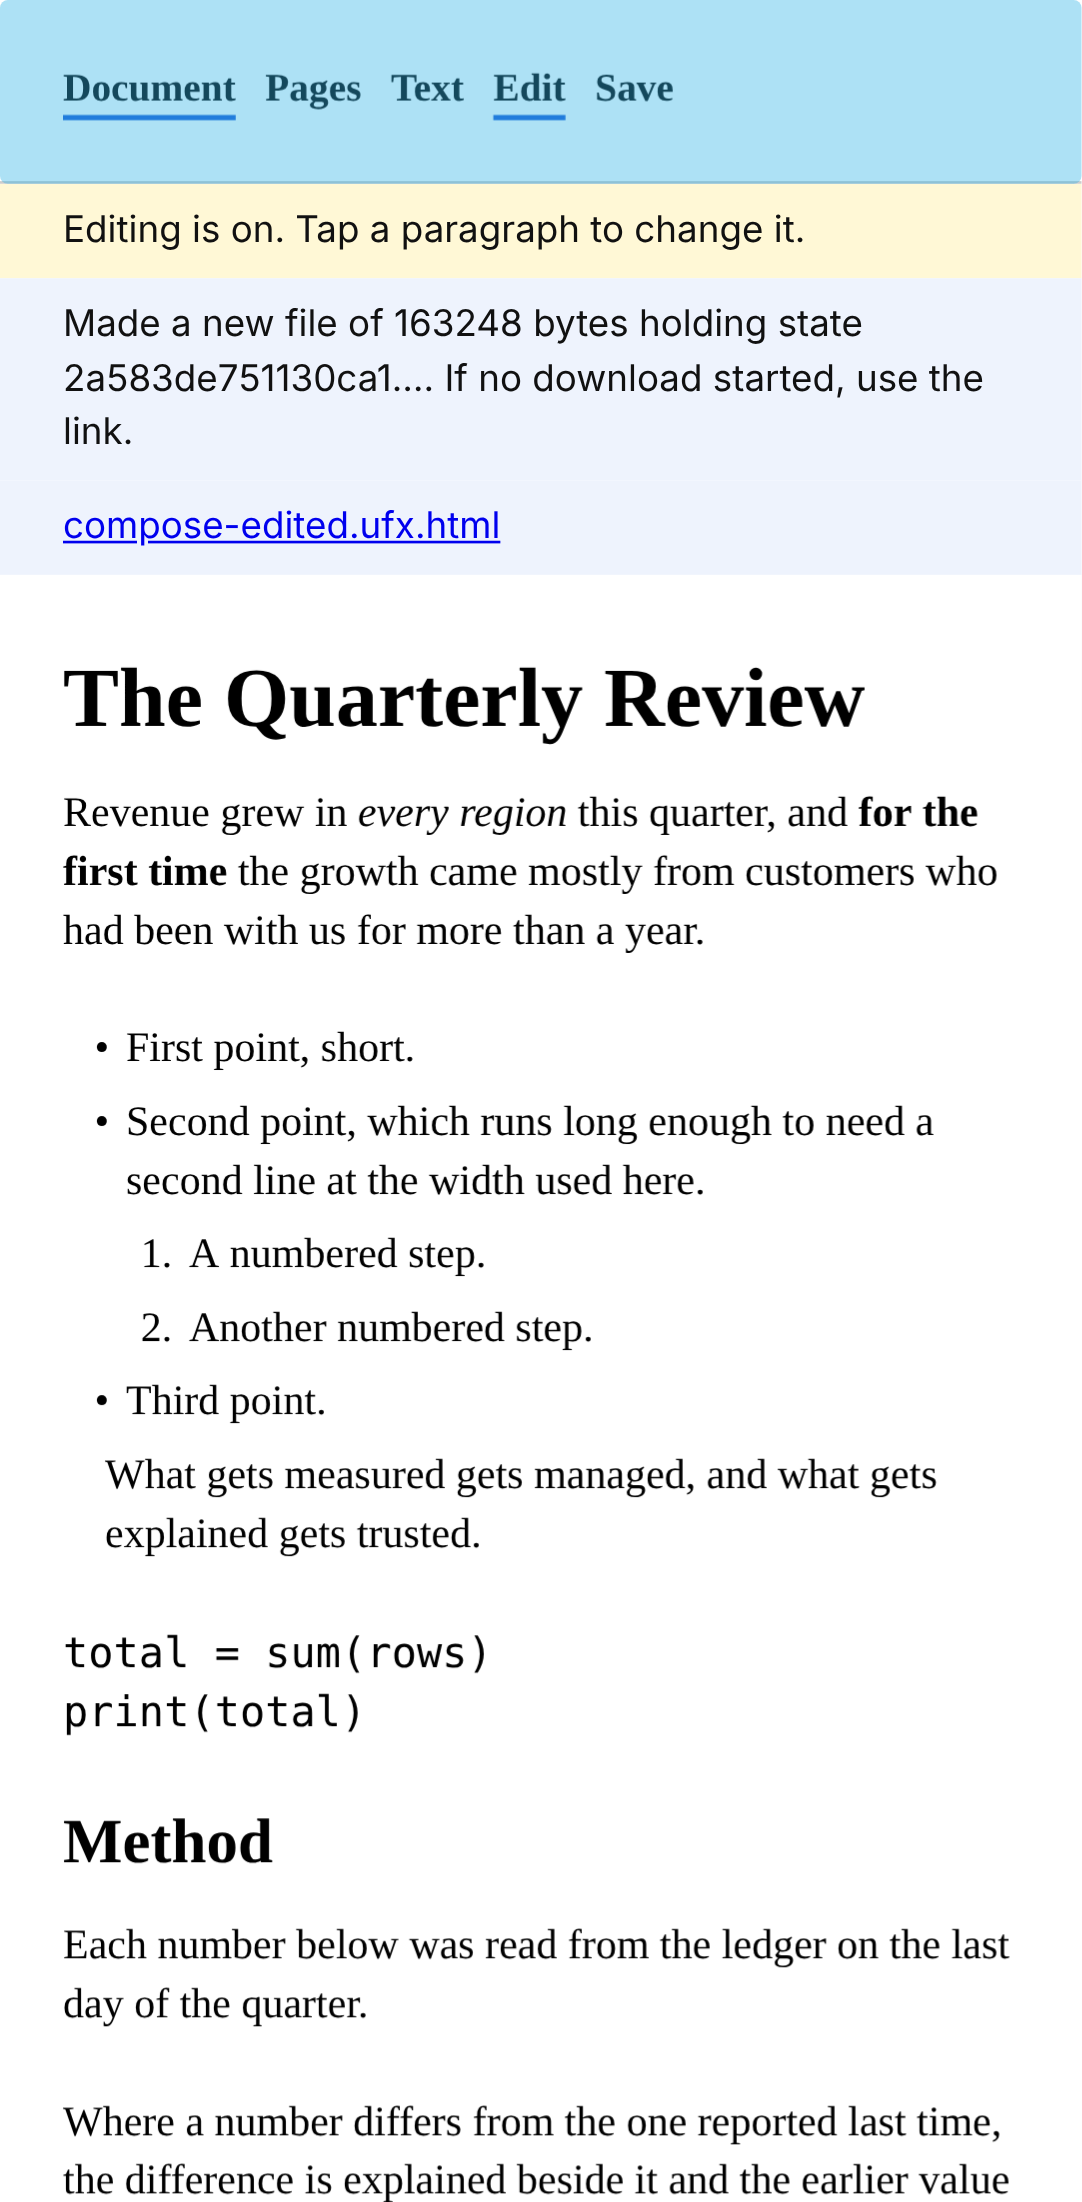 Document Pages Text Edit Save
Editing is on. Tap a paragraph to change it.
Made a new file of 163248 bytes holding state
2a583de751130ca1.... If no download started, use the
link.
compose-edited.ufx.html
The Quarterly Review
Revenue grew in every region this quarter, and for the
first time the growth came mostly from customers who
had been with us for more than a year.
• First point, short.
• Second point, which runs long enough to need a
second line at the width used here.
1. A numbered step.
2. Another numbered step.
• Third point.
What gets measured gets managed, and what gets
explained gets trusted.
total = sum(rows)
print(total)
Method
Each number below was read from the ledger on the last
day of the quarter.
Where a number differs from the one reported last time,
the difference is explained beside it and the earlier value